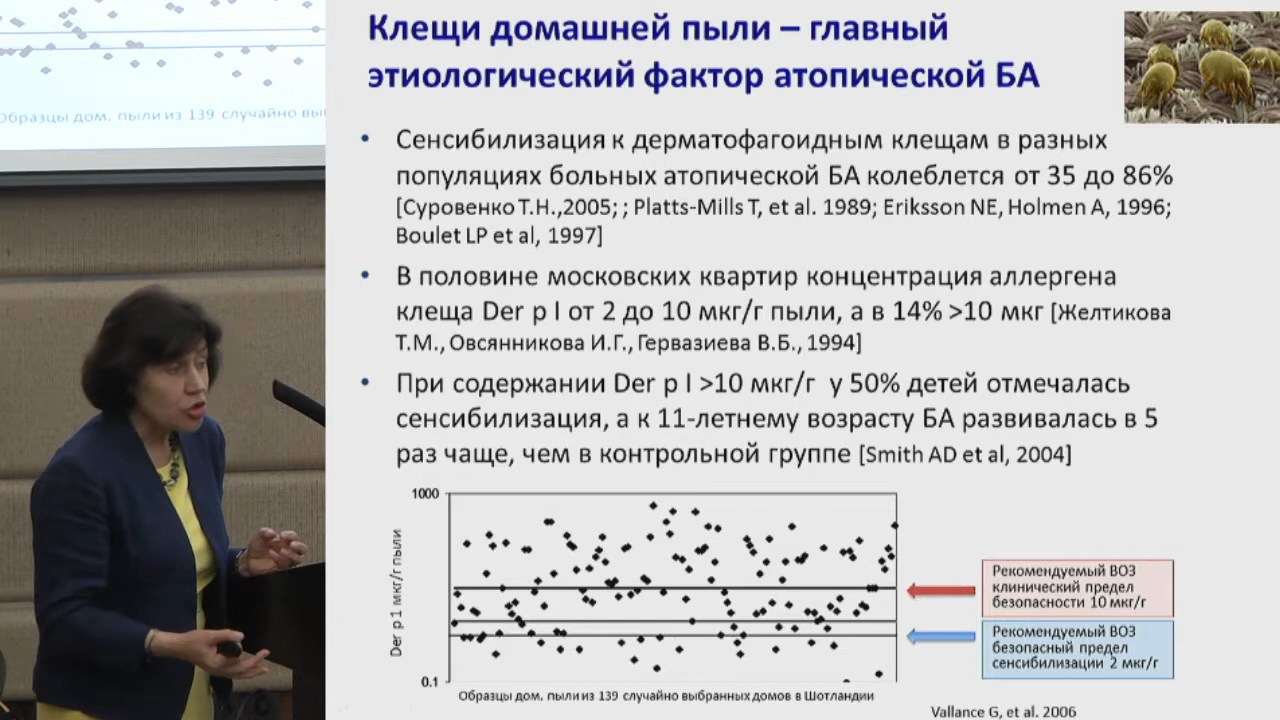 Образцы дом. пыли из 139 случайно
Клещи домашней пыли – главный
этиологический фактор атопической БА
• Сенсибилизация к дерматофагоидным клещам в разных
популяциях больных атопической БА колеблется от 35 до 86%
[Суровенко Т.Н.,2005; ; Platts-Mills T, et al. 1989; Eriksson NE, Holmen A, 1996;
Boulet LP et al, 1997]
• В половине московских квартир концентрация аллергена
клеща Der p I от 2 до 10 мкг/г пыли, а в 14% >10 мкг [Желтикова
Т.М., Овсянникова И.Г., Гервазиева В.Б., 1994]
• При содержании Der p I >10 мкг/г у 50% детей отмечалась
сенсибилизация, а к 11-летнему возрасту БА развивалась в 5
раз чаще, чем в контрольной группе [Smith AD et al, 2004]
1000
Der p 1 мкг/г пыли
0.1
Образцы дом. пыли из 139 случайно выбранных домов в Шотландии
Рекомендуемый ВОЗ
клинический предел
безопасности 10 мкг/г
Рекомендуемый ВОЗ
безопасный предел
сенсибилизации 2 мкг/г
Vallance G, et al. 2006